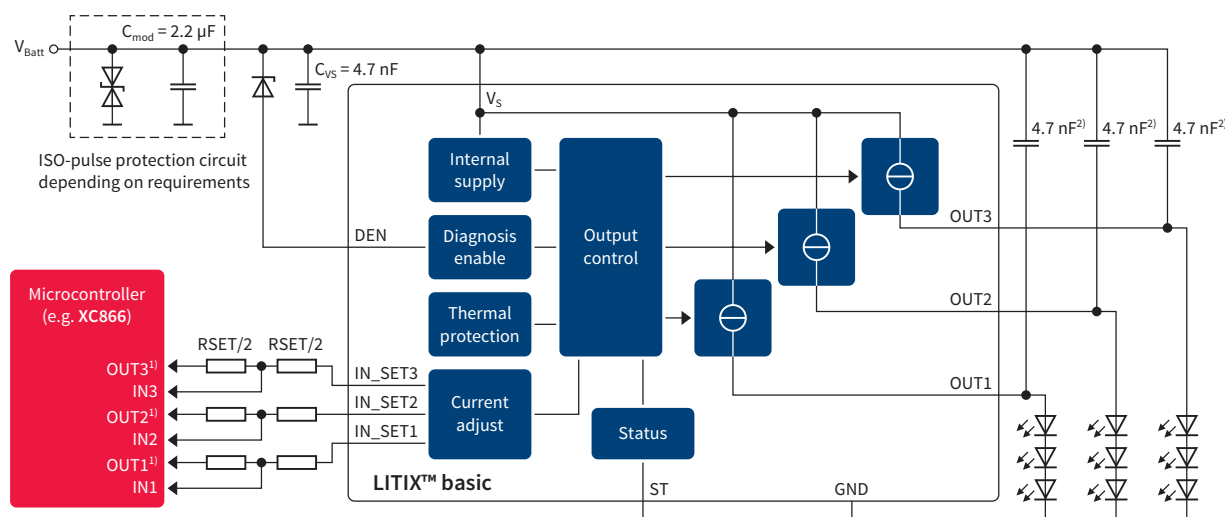 C_mod = 2.2 µF
V_Batt
C_VS = 4.7 nF
ISO-pulse protection circuit
depending on requirements
V_S
4.7 nF²⁾
4.7 nF²⁾
4.7 nF²⁾
Internal
supply
DEN
Diagnosis
enable
Output
control
OUT3
Thermal
protection
OUT2
Microcontroller
(e.g. XC866)
RSET/2
RSET/2
OUT3¹⁾
IN3
OUT2¹⁾
IN2
OUT1¹⁾
IN1
IN_SET3
IN_SET2
IN_SET1
Current
adjust
OUT1
Status
LITIX™ basic
ST
GND